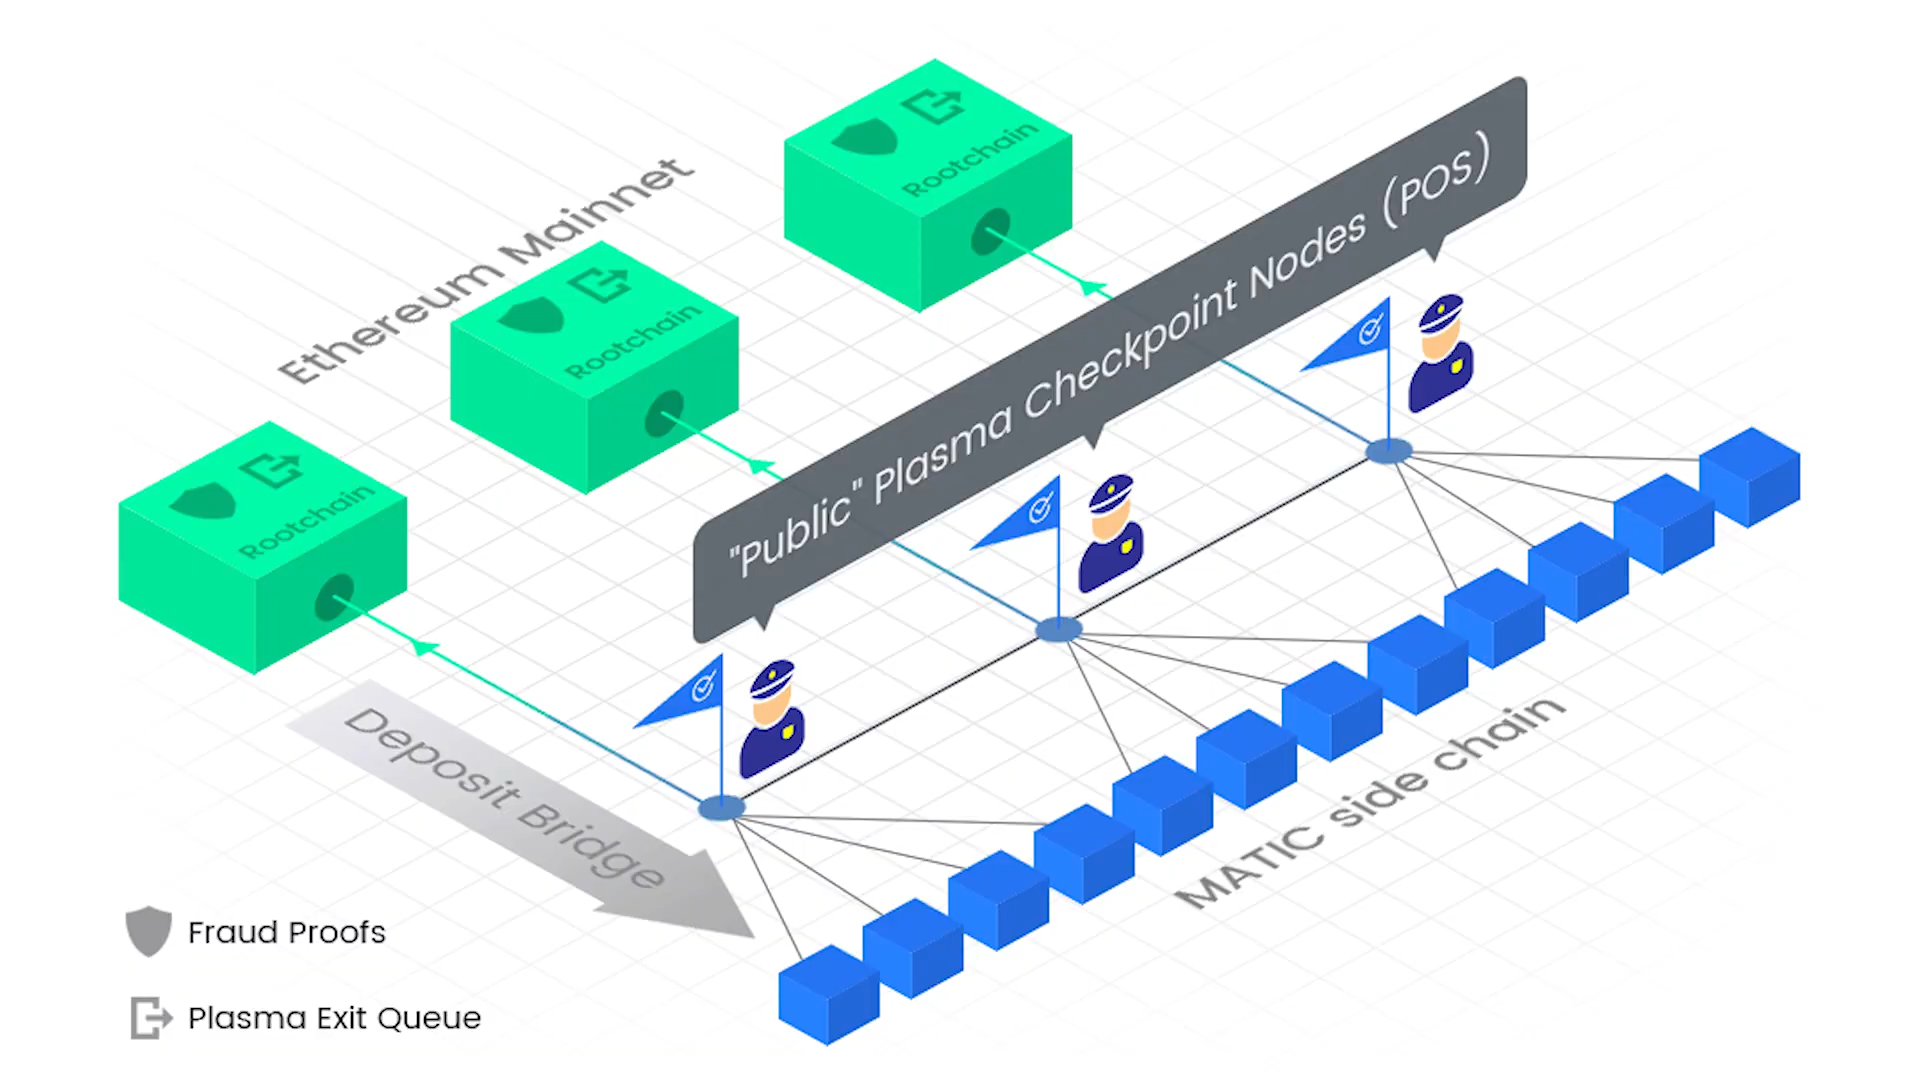 Rootchain
Ethereum Mainnet
Rootchain
Rootchain
"Public" Plasma Checkpoint Nodes (POS)
Deposit Bridge
MATIC side chain
Fraud Proofs
Plasma Exit Queue